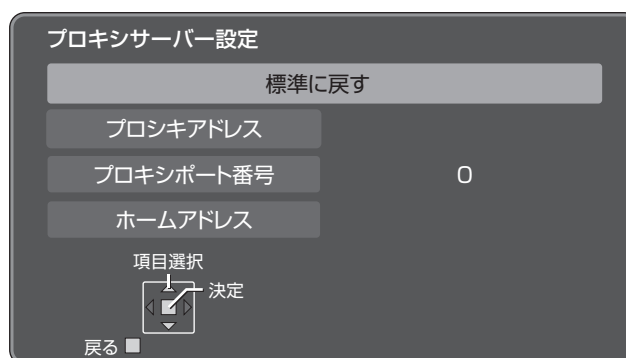 プロキシサーバー設定
標準に戻す
プロシキアドレス
プロキシポート番号 0
ホームアドレス
項目選択
決定
戻る